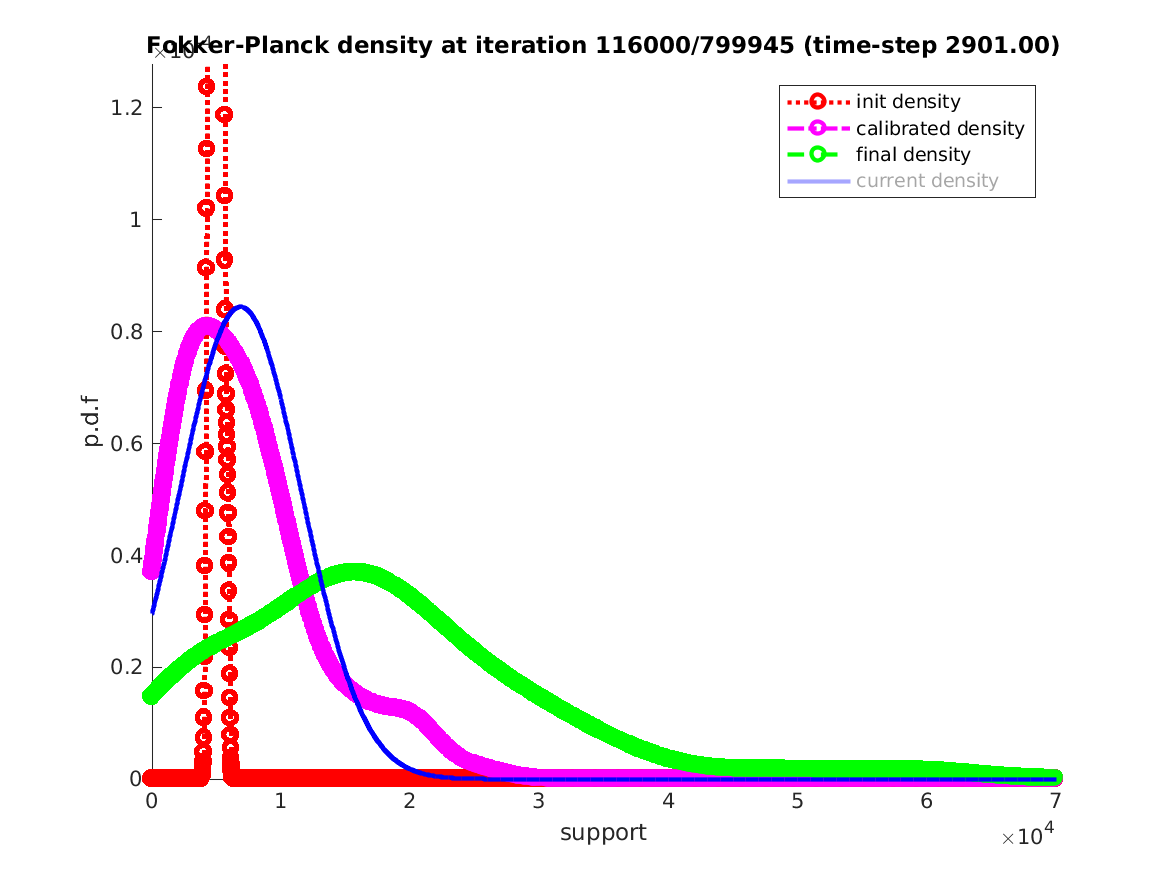 Fokker-Planck density at iteration 116000/799945 (time-step 2901.00)
×10-4
init density
calibrated density
final density
current density
1.2
1
0.8
0.6
0.4
0.2
0
p.d.f
0 1 2 3 4 5 6 7
support
×10^4